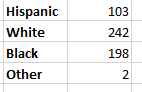 Hispanic 103
White 242
Black 198
Other 2